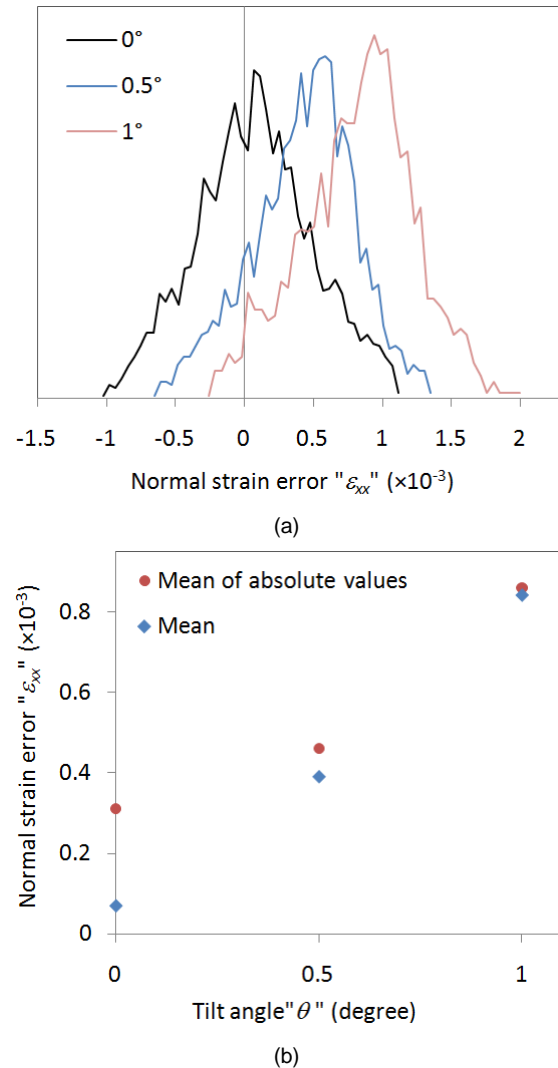 0°
0.5°
1°
-1.5 -1 -0.5 0 0.5 1 1.5 2
Normal strain error "εxx" (×10-3)
(a)
Normal strain error "εxx" (×10-3)
Mean of absolute values
Mean
0.8
0.6
0.4
0.2
0
0 0.5 1
Tilt angle"θ " (degree)
(b)